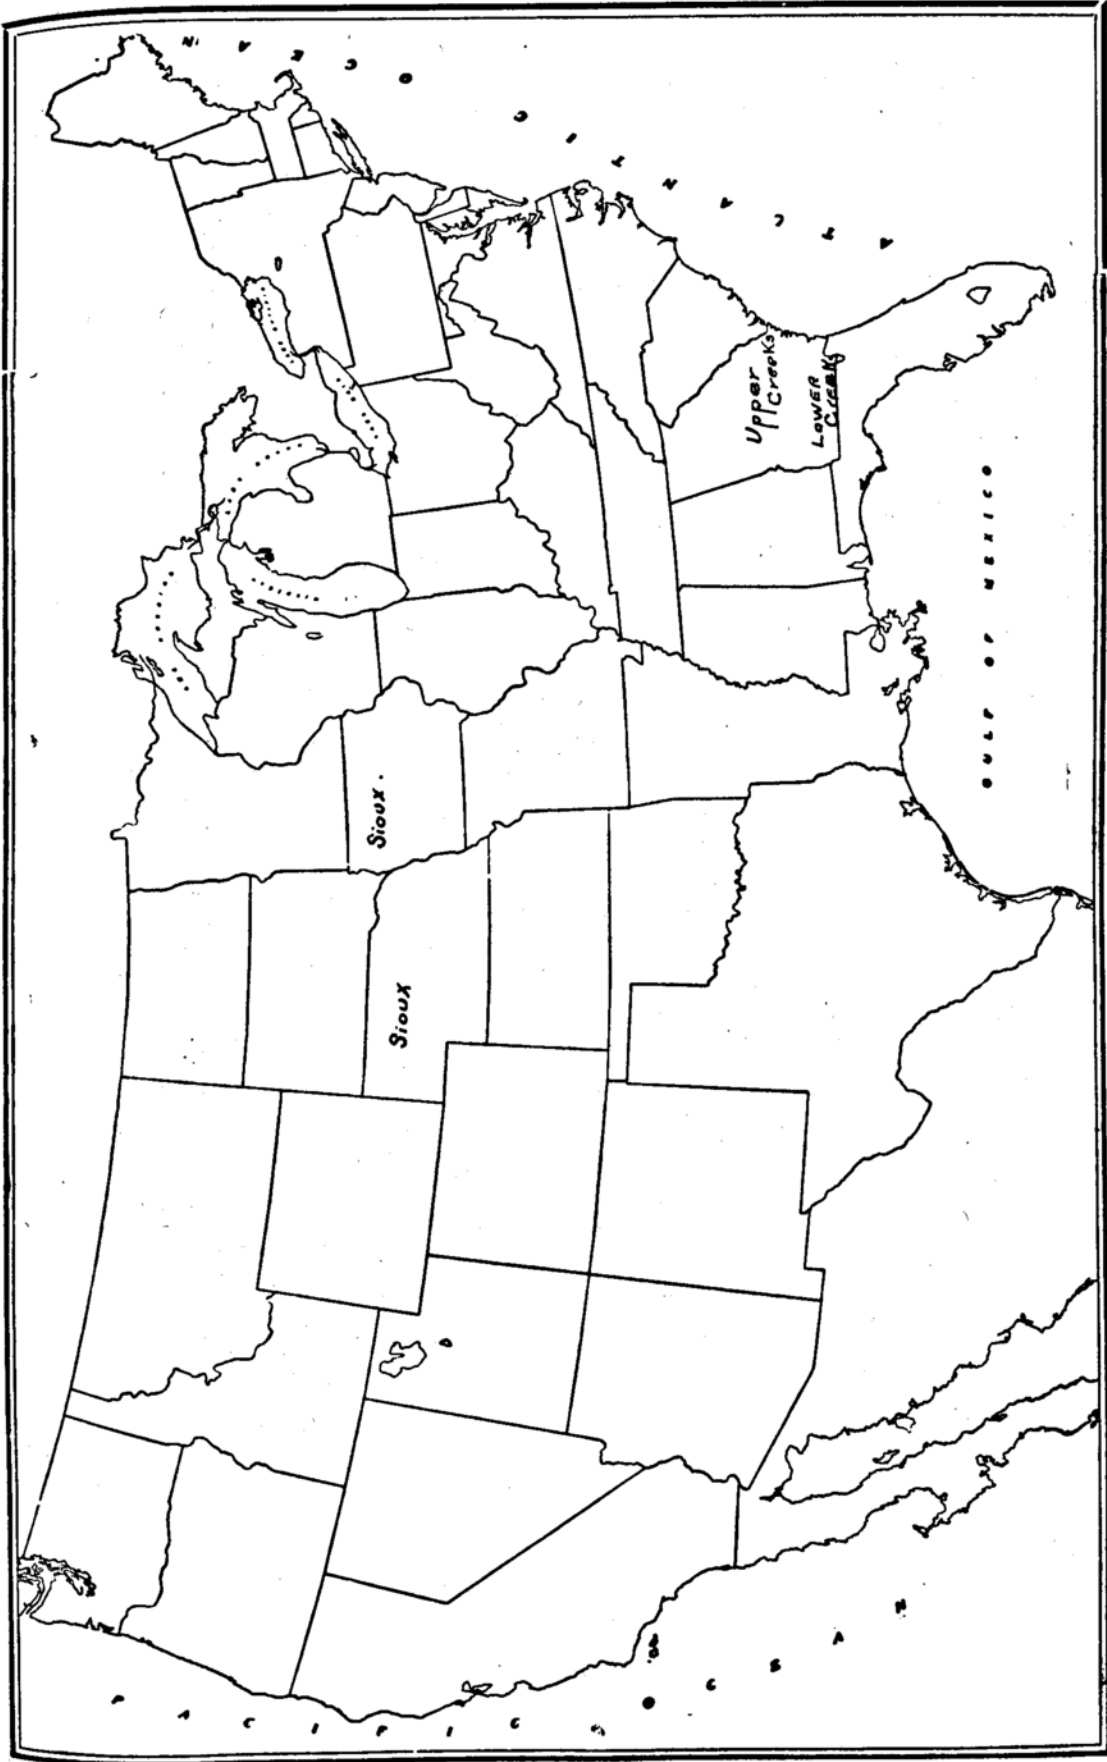 ATLANTIC OCEAN
Upper
Creeks
LOWER
Creeks
GULF OF MEXICO
Sioux.
Sioux
PACIFIC OCEAN